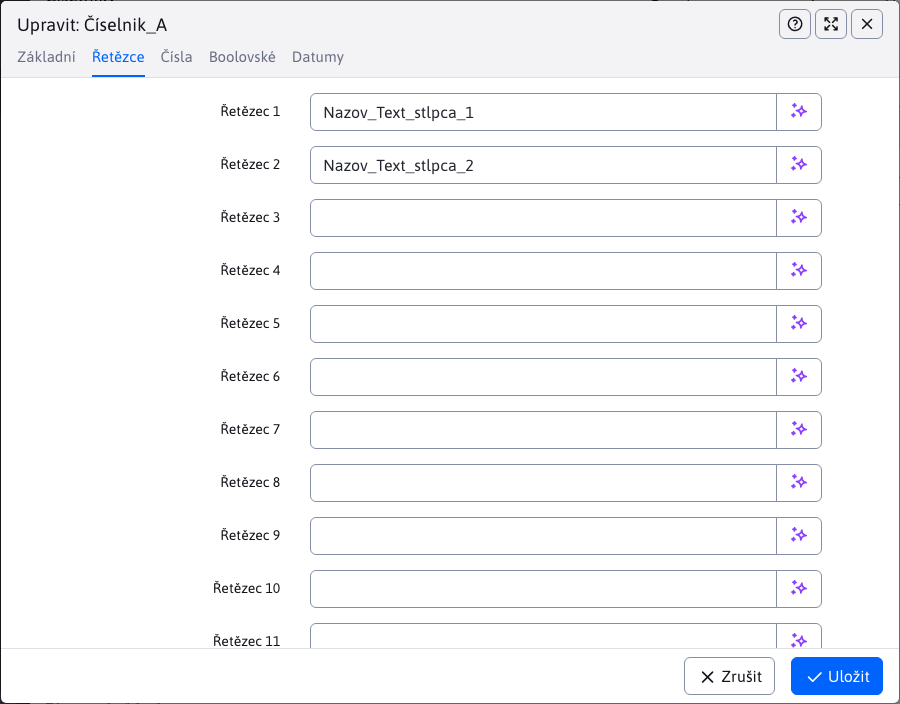 Upravit: Číselnik_A
Základní Řetězce Čísla Boolovské Datumy
Řetězec 1 Nazov_Text_stlpca_1
Řetězec 2 Nazov_Text_stlpca_2
Řetězec 3
Řetězec 4
Řetězec 5
Řetězec 6
Řetězec 7
Řetězec 8
Řetězec 9
Řetězec 10
Řetězec 11
Zrušit Uložit